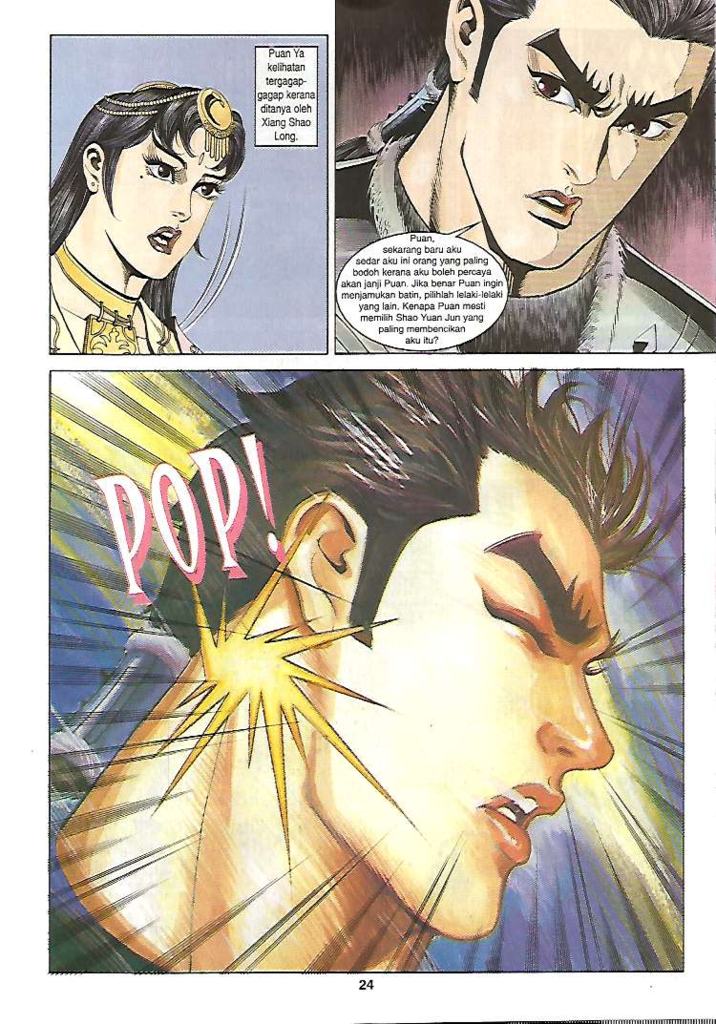 Puan Ya
kelihatan
tergagap-
gagap kerana
ditanya oleh
Xiang Shao
Long.
Puan,
sekarang baru aku
sedar aku ini orang yang paling
bodoh kerana aku boleh percaya
akan janji Puan. Jika benar Puan ingin
menjamukan batin, pilihlah lelaki-lelaki
yang lain. Kenapa Puan mesti
memilih Shao Yuan Jun yang
paling membencikan
aku itu?
POP!
24